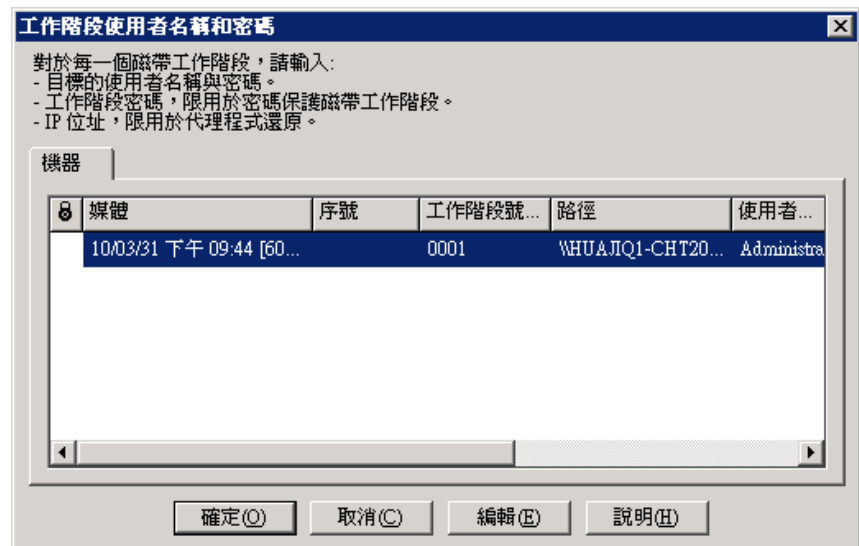 工作階段使用者名稱和密碼
對於每一個磁帶工作階段，請輸入:
- 目標的使用者名稱與密碼。
- 工作階段密碼，限用於密碼保護磁帶工作階段。
- IP 位址，限用於代理程式還原。
機器
媒體 序號 工作階段號... 路徑 使用者...
10/03/31 下午 09:44 [60... 0001 \\HUAJIQ1-CHT20... Administra
確定(O) 取消(C) 編輯(E) 說明(H)